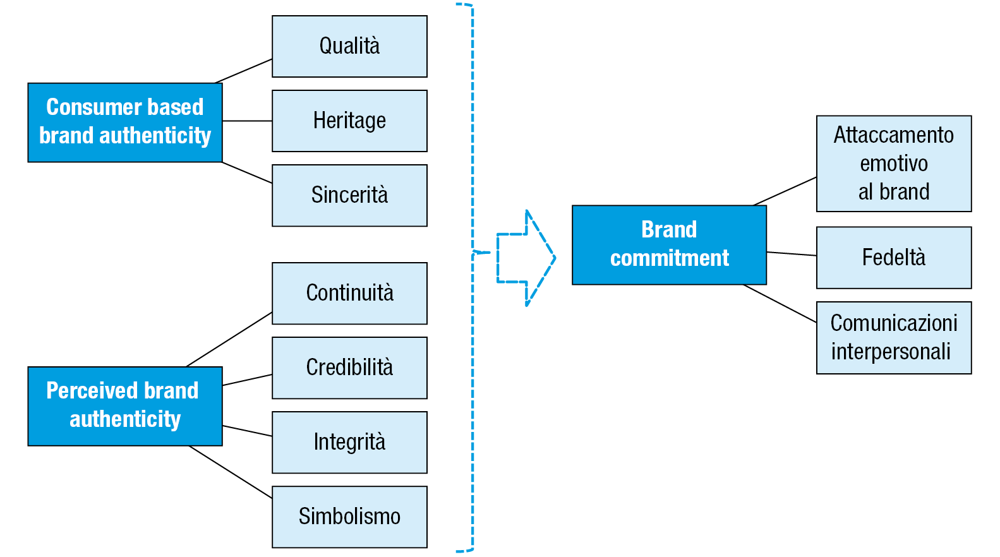 Consumer based
brand authenticity
Qualità
Heritage
Sincerità
Perceived brand
authenticity
Continuità
Credibilità
Integrità
Simbolismo
Brand
commitment
Attaccamento
emotivo
al brand
Fedeltà
Comunicazioni
interpersonali